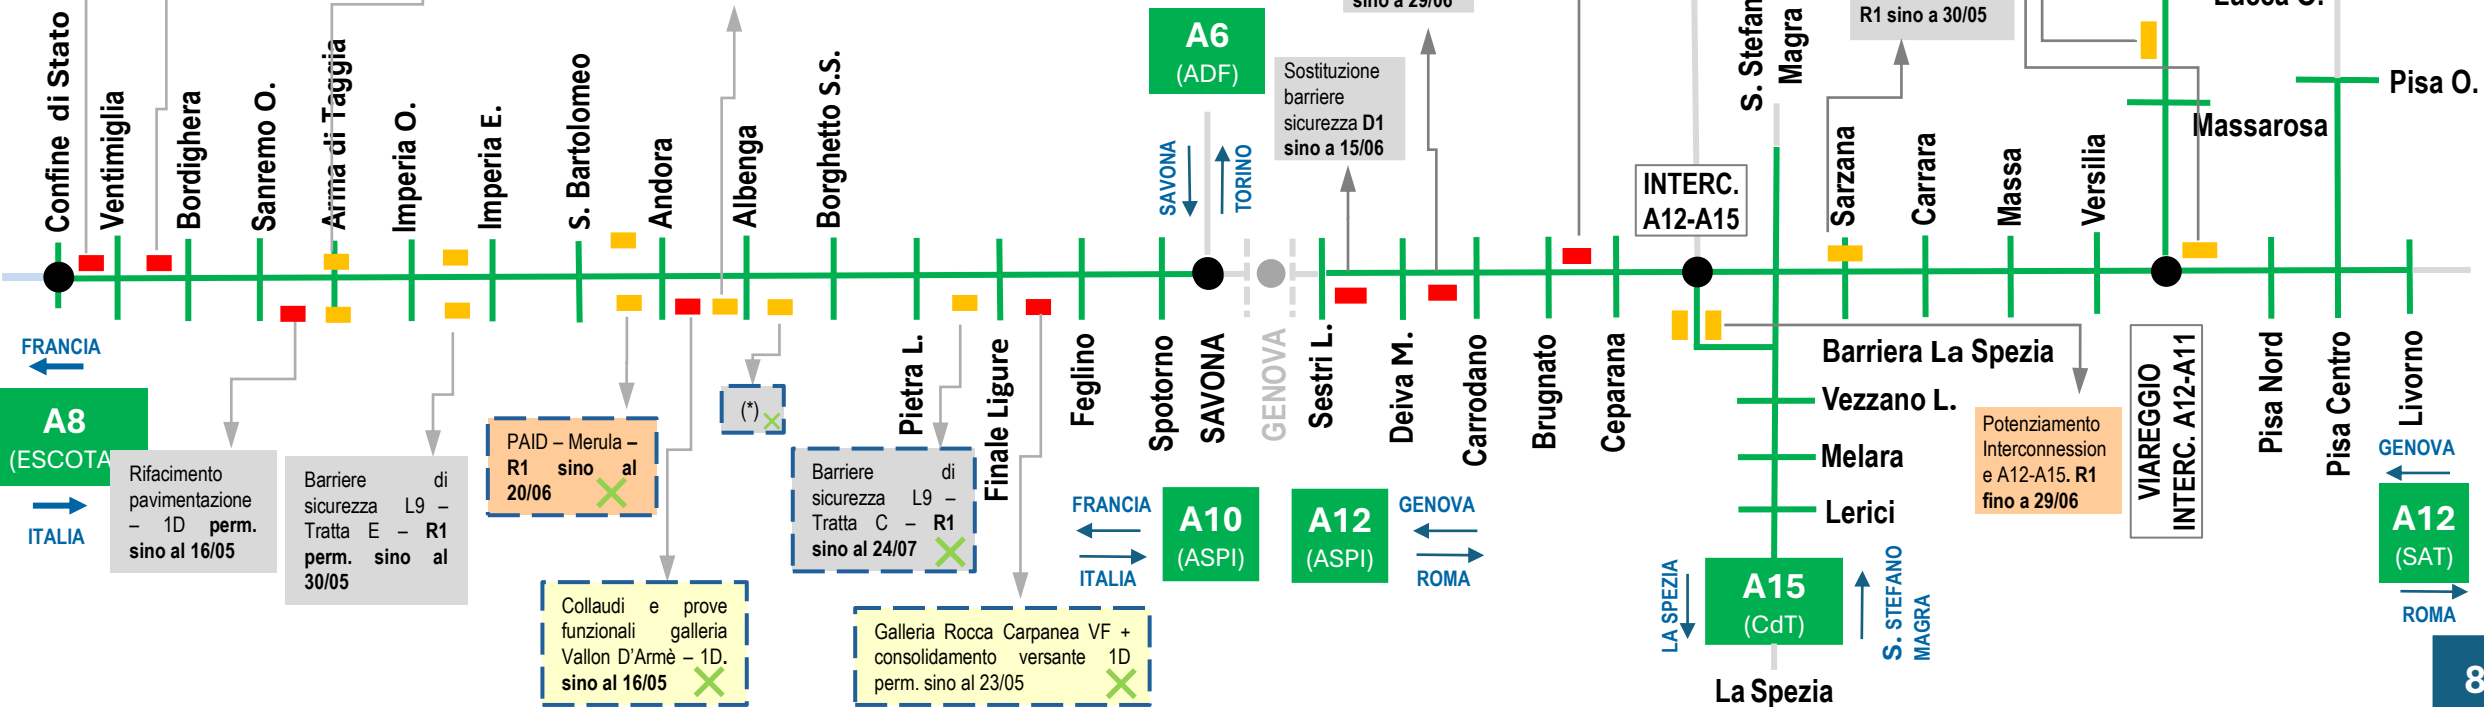 sino a 29/06
R1 sino a 30/05
Confine di Stato
Ventimiglia
Bordighera
Sanremo O.
Arma di Taggia
Imperia O.
Imperia E.
S. Bartolomeo
Andora
Albenga
Borghetto S.S.
A6
(ADF)
SAVONA
TORINO
Sostituzione
barriere
sicurezza D1
sino a 15/06
INTERC.
A12-A15
S. Stefan
Magra
Sarzana
Carrara
Massa
Versilia
Lucca O.
Massarosa
Pisa O.
FRANCIA
A8
(ESCOTA
ITALIA
Rifacimento
pavimentazione
– 1D perm.
sino al 16/05
Barriere di
sicurezza L9 –
Tratta E – R1
perm. sino al
30/05
PAID – Merula –
R1 sino al
20/06
Collaudi e prove
funzionali galleria
Vallon D'Armè – 1D.
sino al 16/05
(*)
Barriere di
sicurezza L9 –
Tratta C – R1
sino al 24/07
Galleria Rocca Carpanea VF +
consolidamento versante 1D
perm. sino al 23/05
Pietra L.
Finale Ligure
Feglino
Spotorno
SAVONA
GENOVA
Sestri L.
Deiva M.
Carrodano
Brugnato
Ceparana
FRANCIA
ITALIA
A10
(ASPI)
A12
(ASPI)
GENOVA
ROMA
Barriera La Spezia
Vezzano L.
Melara
Lerici
LA SPEZIA
A15
(CdT)
S. STEFANO
MAGRA
La Spezia
Potenziamento
Interconnession
e A12-A15. R1
fino a 29/06
VIAREGGIO
INTERC. A12-A11
Pisa Nord
Pisa Centro
Livorno
GENOVA
A12
(SAT)
ROMA
8